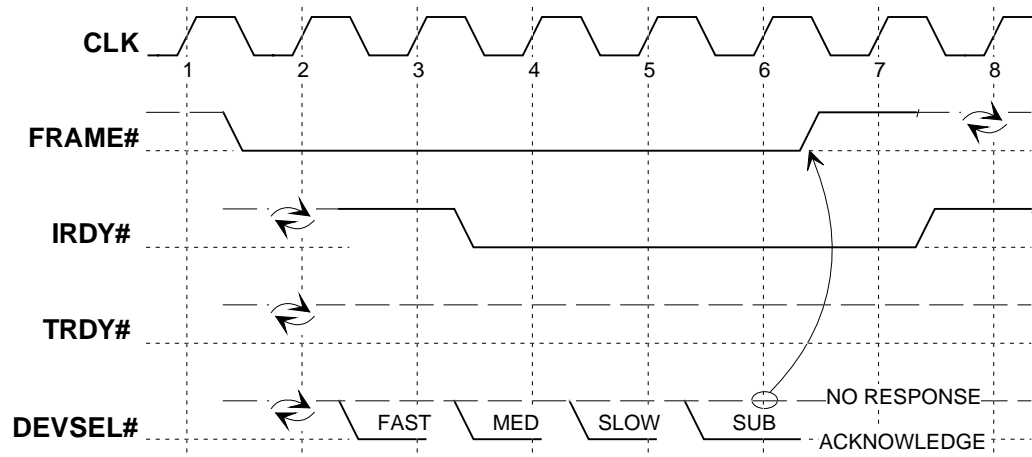 CLK
1 2 3 4 5 6 7 8
FRAME#
IRDY#
TRDY#
DEVSEL#
FAST MED SLOW SUB
NO RESPONSE
ACKNOWLEDGE